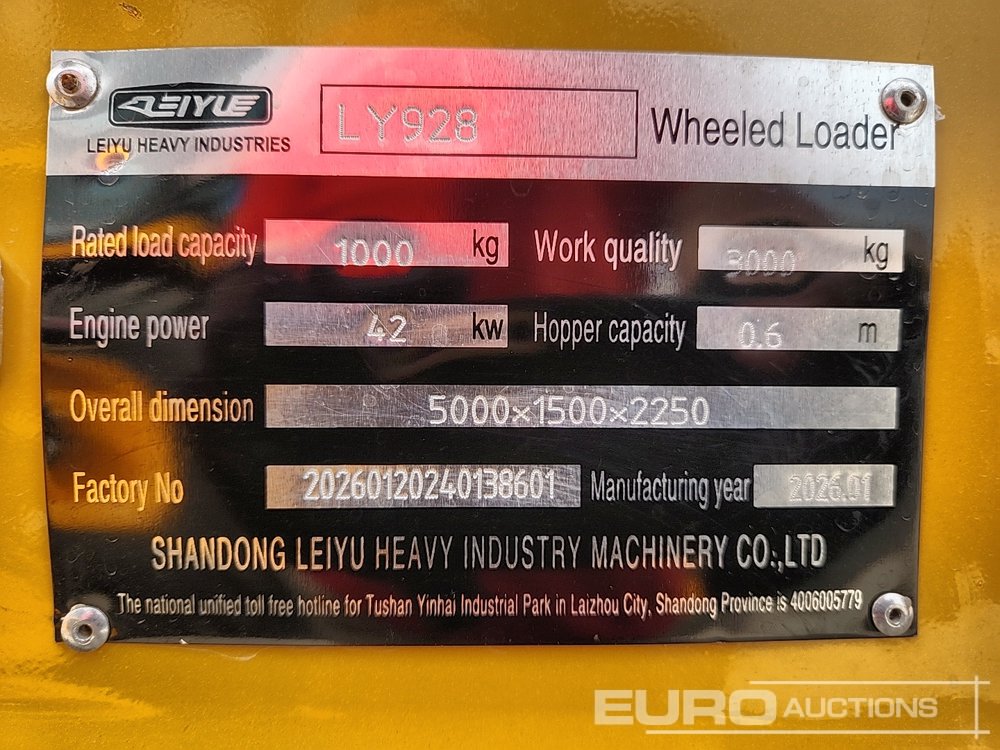 LEIYUE
LEIYU HEAVY INDUSTRIES
LY928
Wheeled Loader
Rated load capacity 1000 kg Work quality 3000 kg
Engine power 42 kw Hopper capacity 0.6 m
Overall dimension 5000×1500×2250
Factory No 20260120240138601 Manufacturing year 2026.01
SHANDONG LEIYU HEAVY INDUSTRY MACHINERY CO.,LTD
The national unified toll free hotline for Tushan Yinhai Industrial Park in Laizhou City, Shandong Province is 4006005779
EURO AUCTIONS